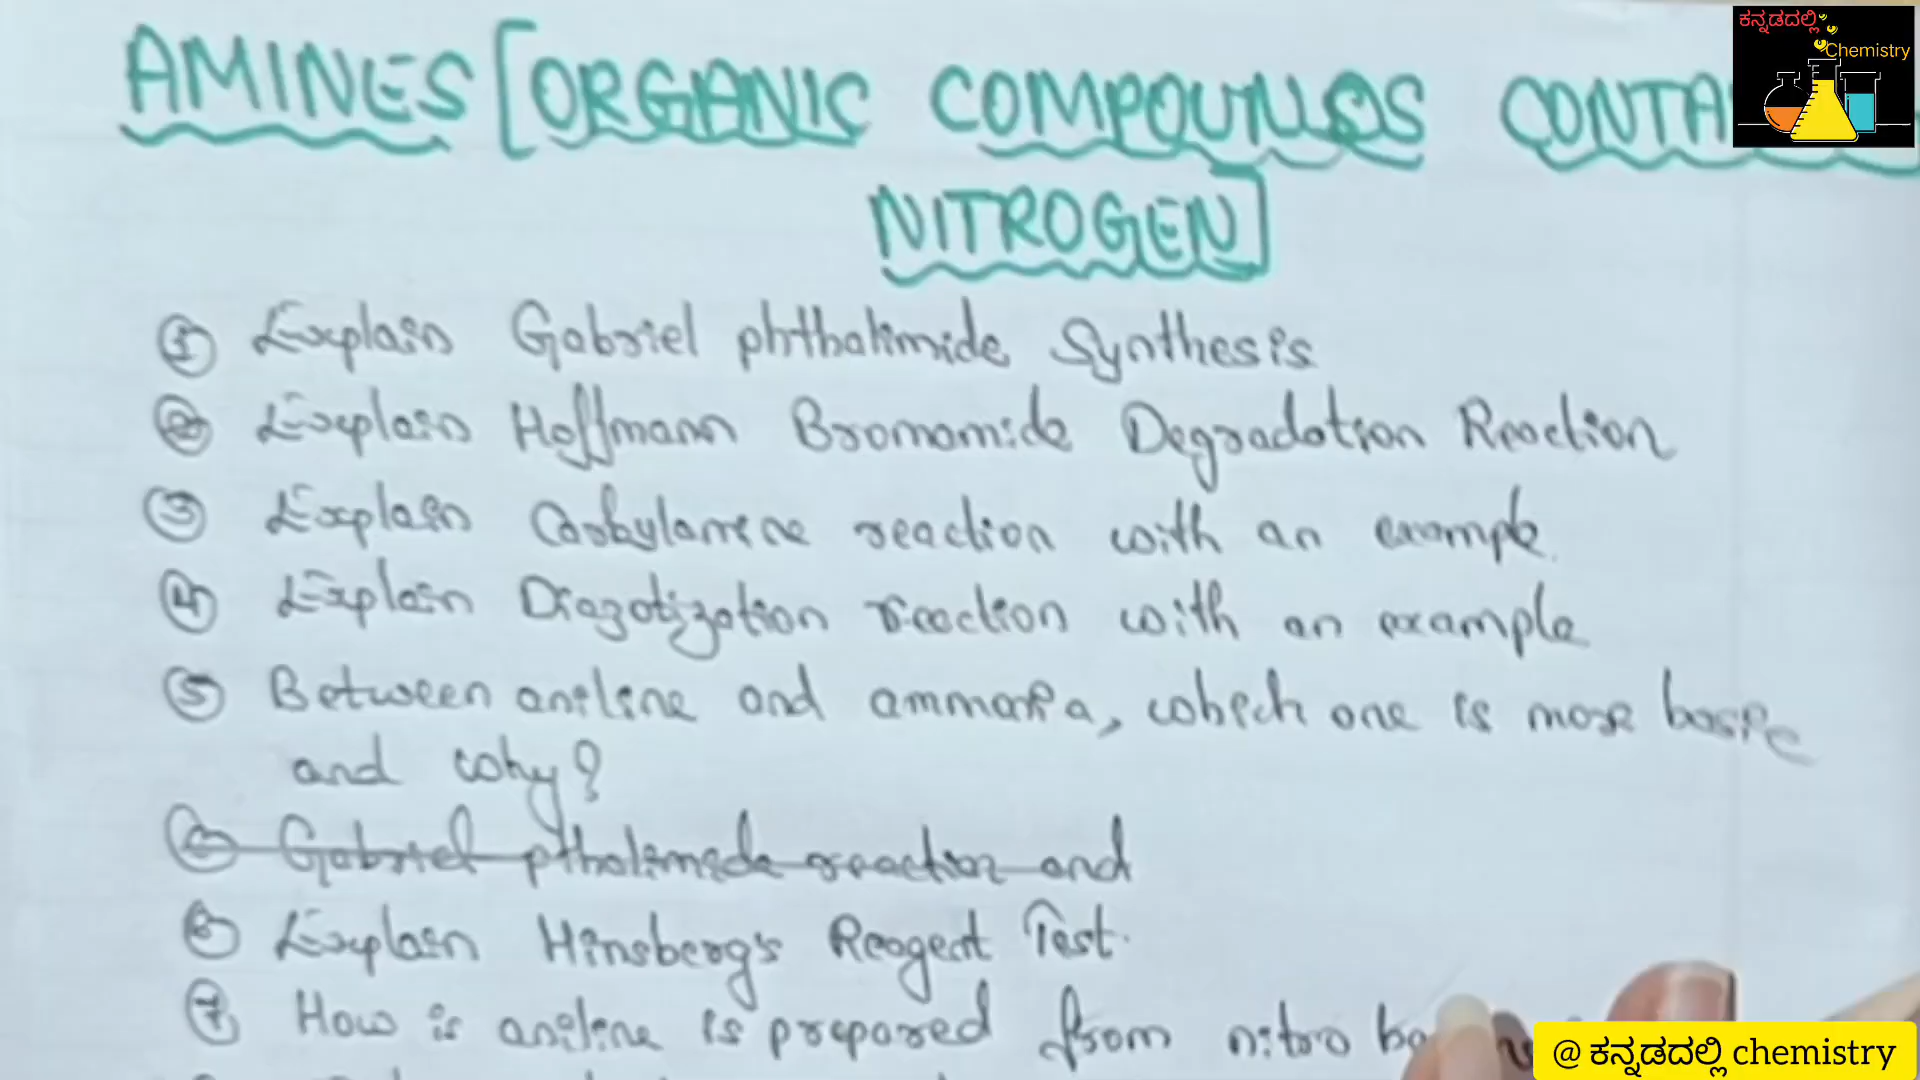 AMINES [ORGANIC COMPOUNDS CONTA
NITROGEN]
① Explain Gabriel phthalimide Synthesis
② Explain Hoffmann Bromamide Degradation Reaction
③ Explain Carbylamine reaction with an example.
④ Explain Diazotization reaction with an example
⑤ Between aniline and ammonia, which one is more basic
and why?
Gabriel pthalimide reaction and
⑥ Explain Hinsberg's Reagent Test.
⑦ How is aniline is prepared from nitro
ಕನ್ನಡದಲ್ಲಿ
Chemistry
@ ಕನ್ನಡದಲ್ಲಿ chemistry